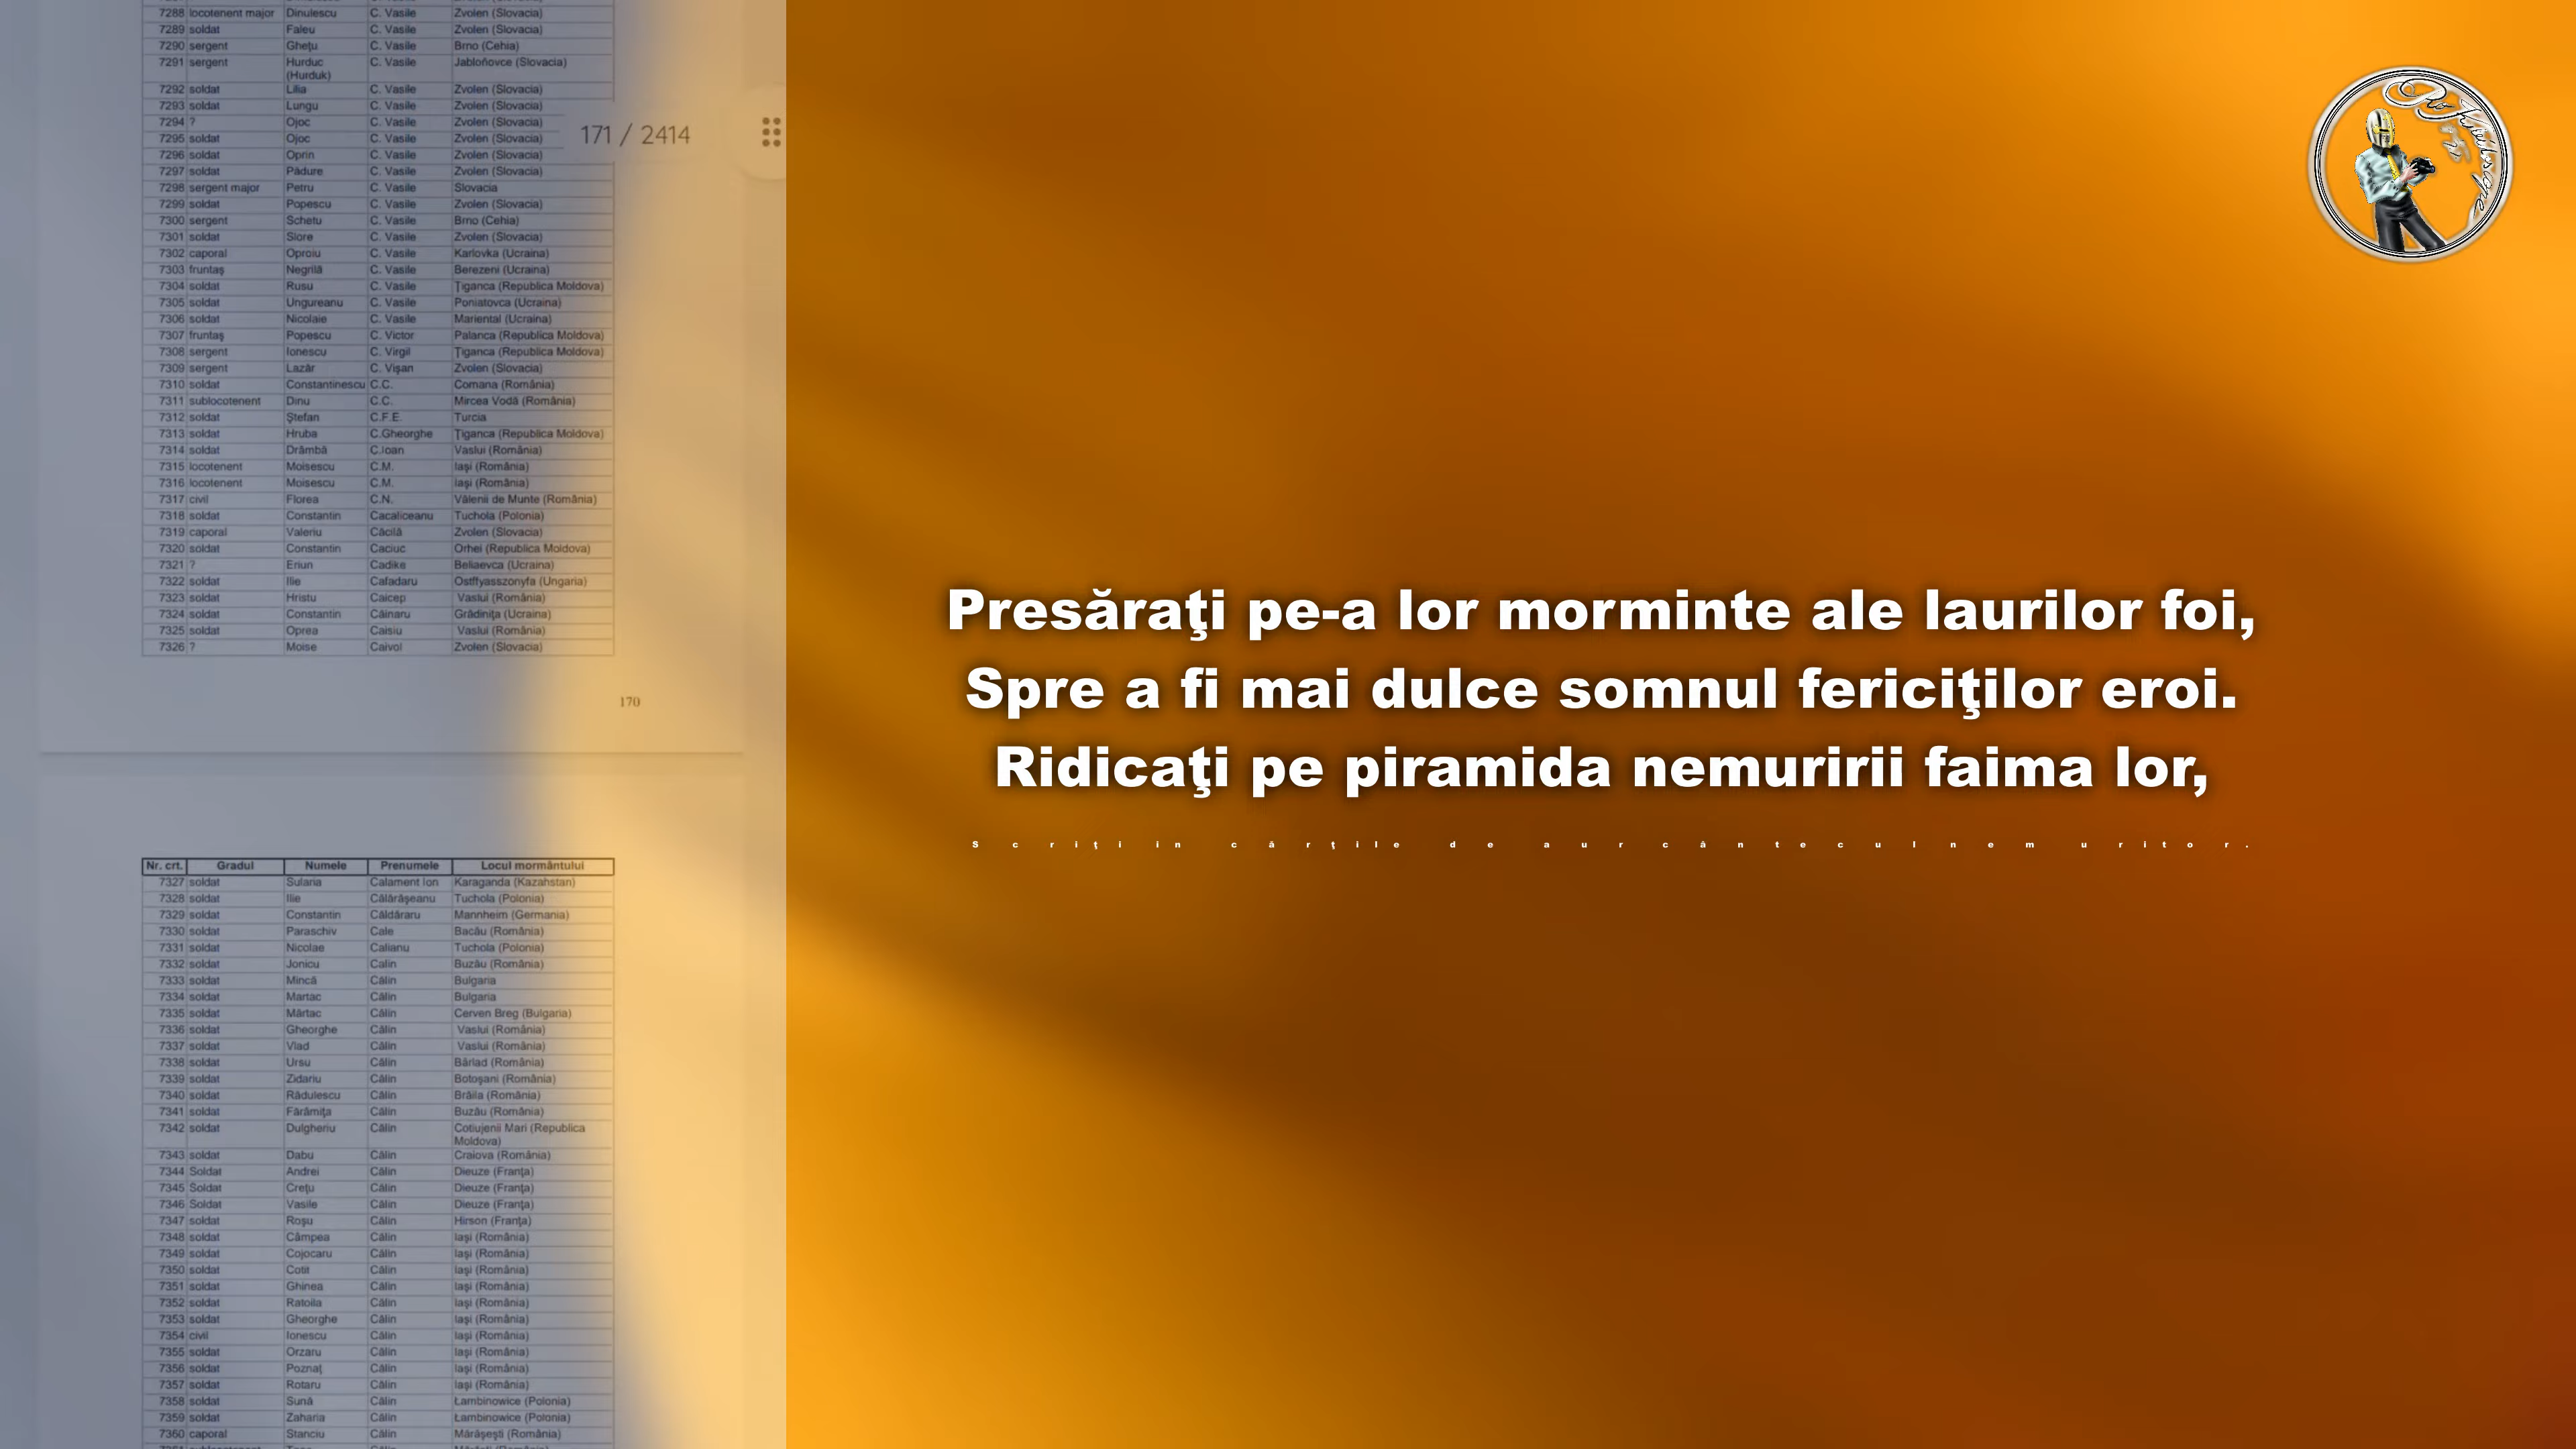 7288 locotenent major Dinulescu C. Vasile Zvolen (Slovacia)
7289 soldat Faleu C. Vasile Zvolen (Slovacia)
7290 sergent Gheţu C. Vasile Brno (Cehia)
7291 sergent Hurduc (Hurduk) C. Vasile Jabloňovce (Slovacia)
7292 soldat Lilia C. Vasile Zvolen (Slovacia)
7293 soldat Lungu C. Vasile Zvolen (Slovacia)
7294 ? Ojoc C. Vasile Zvolen (Slovacia)
7295 soldat Ojoc C. Vasile Zvolen (Slovacia)
7296 soldat Oprin C. Vasile Zvolen (Slovacia)
7297 soldat Pădure C. Vasile Zvolen (Slovacia)
7298 sergent major Petru C. Vasile Slovacia
7299 soldat Popescu C. Vasile Zvolen (Slovacia)
7300 sergent Schetu C. Vasile Brno (Cehia)
7301 soldat Slore C. Vasile Zvolen (Slovacia)
7302 caporal Oproiu C. Vasile Karlovka (Ucraina)
7303 fruntaş Negrilă C. Vasile Berezeni (Ucraina)
7304 soldat Rusu C. Vasile Ţiganca (Republica Moldova)
7305 soldat Ungureanu C. Vasile Poniatovca (Ucraina)
7306 soldat Nicolaie C. Vasile Mariental (Ucraina)
7307 fruntaş Popescu C. Victor Palanca (Republica Moldova)
7308 sergent Ionescu C. Virgil Ţiganca (Republica Moldova)
7309 sergent Lazăr C. Vişan Zvolen (Slovacia)
7310 soldat Constantinescu C.C. Comana (România)
7311 sublocotenent Dinu C.C. Mircea Vodă (România)
7312 soldat Ştefan C.F.E. Turcia
7313 soldat Hruba C.Gheorghe Ţiganca (Republica Moldova)
7314 soldat Drâmbă C.Ioan Vaslui (România)
7315 locotenent Moisescu C.M. Iaşi (România)
7316 locotenent Moisescu C.M. Iaşi (România)
7317 civil Florea C.N. Vălenii de Munte (România)
7318 soldat Constantin Cacaliceanu Tuchola (Polonia)
7319 caporal Valeriu Căcilă Zvolen (Slovacia)
7320 soldat Constantin Caciuc Orhei (Republica Moldova)
7321 ? Eriun Cadike Beliaevca (Ucraina)
7322 soldat Ilie Cafadaru Ostffyasszonyfa (Ungaria)
7323 soldat Hristu Caicep Vaslui (România)
7324 soldat Constantin Căinaru Grădiniţa (Ucraina)
7325 soldat Oprea Caisiu Vaslui (România)
7326 ? Moise Caivol Zvolen (Slovacia)
171 / 2414
170
Nr. crt. Gradul Numele Prenumele Locul mormântului
7327 soldat Sularia Calament Ion Karaganda (Kazahstan)
7328 soldat Ilie Călărăşeanu Tuchola (Polonia)
7329 soldat Constantin Căldăraru Mannheim (Germania)
7330 soldat Paraschiv Cale Bacău (România)
7331 soldat Nicolae Calianu Tuchola (Polonia)
7332 soldat Jonicu Calin Buzău (România)
7333 soldat Mincă Călin Bulgaria
7334 soldat Martac Călin Bulgaria
7335 soldat Mârtac Călin Cerven Breg (Bulgaria)
7336 soldat Gheorghe Călin Vaslui (România)
7337 soldat Vlad Călin Vaslui (România)
7338 soldat Ursu Călin Bârlad (România)
7339 soldat Zidariu Călin Botoşani (România)
7340 soldat Rădulescu Călin Brăila (România)
7341 soldat Fărâmiţa Călin Buzău (România)
7342 soldat Dulgheriu Călin Cotiujenii Mari (Republica Moldova)
7343 soldat Dabu Călin Craiova (România)
7344 Soldat Andrei Călin Dieuze (Franţa)
7345 Soldat Creţu Călin Dieuze (Franţa)
7346 Soldat Vasile Călin Dieuze (Franţa)
7347 soldat Roşu Călin Hirson (Franţa)
7348 soldat Câmpea Călin Iaşi (România)
7349 soldat Cojocaru Călin Iaşi (România)
7350 soldat Cotit Călin Iaşi (România)
7351 soldat Ghinea Călin Iaşi (România)
7352 soldat Ratoila Călin Iaşi (România)
7353 soldat Gheorghe Călin Iaşi (România)
7354 civil Ionescu Călin Iaşi (România)
7355 soldat Orzaru Călin Iaşi (România)
7356 soldat Poznaţ Călin Iaşi (România)
7357 soldat Rotaru Călin Iaşi (România)
7358 soldat Sună Călin Łambinowice (Polonia)
7359 soldat Zaharia Călin Łambinowice (Polonia)
7360 caporal Stanciu Călin Mărăşeşti (România)
Presăraţi pe-a lor morminte ale laurilor foi,
Spre a fi mai dulce somnul fericiţilor eroi.
Ridicaţi pe piramida nemuririi faima lor,
Scriţi in cărţile de aur cântecul nemuritor.